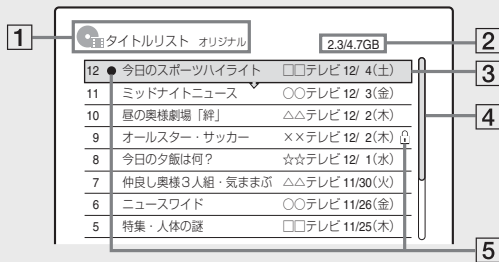 1
タイトルリスト オリジナル
2.3/4.7GB
2
12 ● 今日のスポーツハイライト □□テレビ 12/ 4(土)
3
11 ミッドナイトニュース ○○テレビ 12/ 3(金)
10 昼の奥様劇場「絆」 △△テレビ 12/ 2(木)
4
9 オールスター・サッカー ××テレビ 12/ 2(木)
8 今日の夕飯は何? ☆☆テレビ 12/ 1(水)
7 仲良し奥様3人組・気ままぶ △△テレビ 11/30(火)
6 ニュースワイド ○○テレビ 11/26(金)
5 特集・人体の謎 □□テレビ 11/25(木)
5